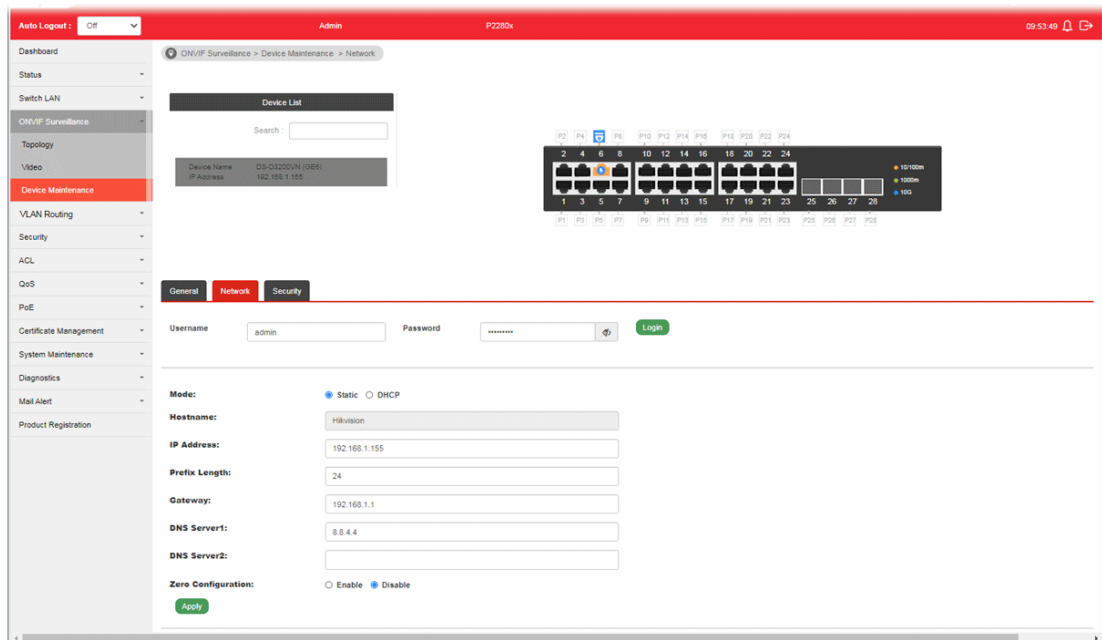 Auto Logout : Off Admin P2280x 09:53:49
Dashboard
Status
Switch LAN
ONVIF Surveillance
Topology
Video
Device Maintenance
VLAN Routing
Security
ACL
QoS
PoE
Certificate Management
System Maintenance
Diagnostics
Mail Alert
Product Registration
ONVIF Surveillance > Device Maintenance > Network
Device List
Search :
Device Name DS-D3200VN (GE6)
IP Address 192.168.1.155
P2 P4 P8 P10 P12 P14 P16 P18 P20 P22 P24
2 4 6 8 10 12 14 16 18 20 22 24
10/100m
1000m
10G
1 3 5 7 9 11 13 15 17 19 21 23 25 26 27 28
P1 P3 P5 P7 P9 P11 P13 P15 P17 P19 P21 P23 P25 P26 P27 P28
General Network Security
Username admin Password ••••••••• Login
Mode: Static DHCP
Hostname: Hikvision
IP Address: 192.168.1.155
Prefix Length: 24
Gateway: 192.168.1.1
DNS Server1: 8.8.4.4
DNS Server2:
Zero Configuration: Enable Disable
Apply